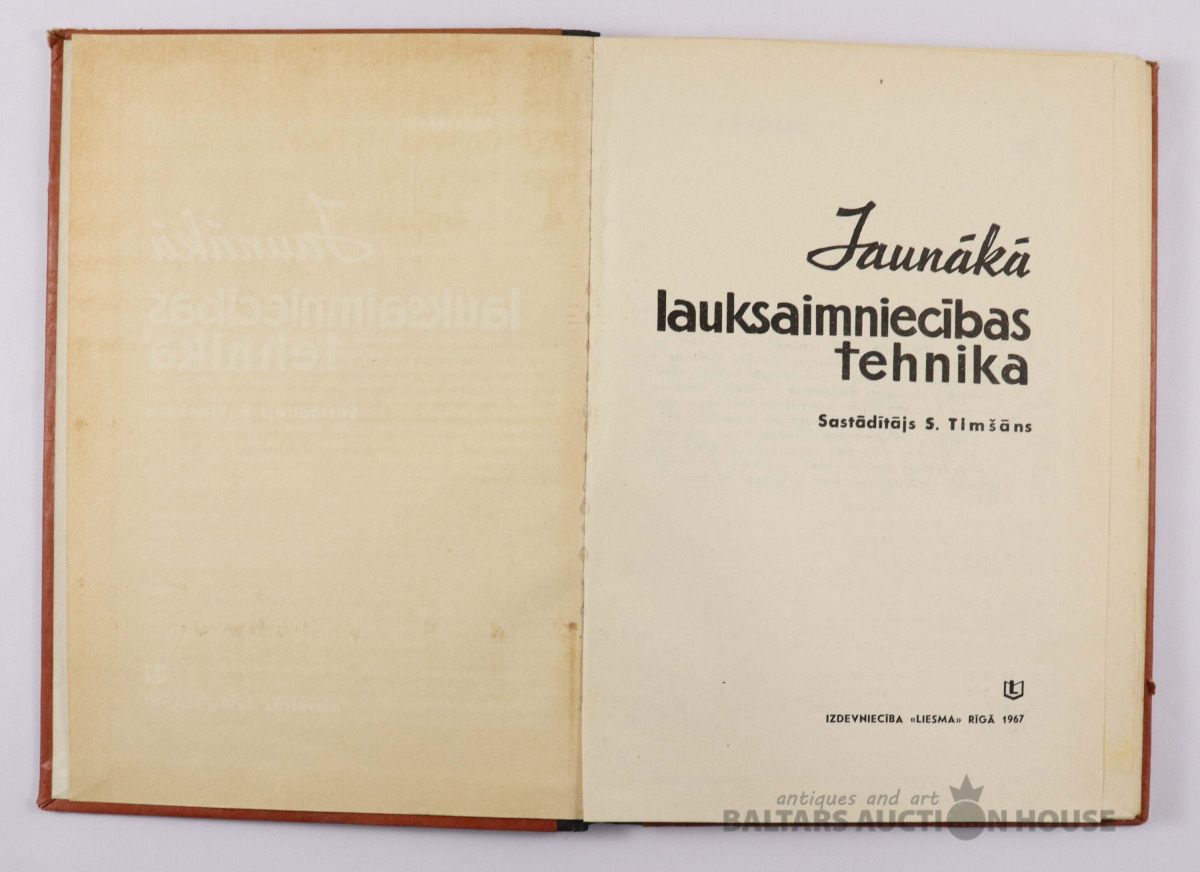 Jaunākā
lauksaimniecības
tehnika
Sastādītājs S. Timšāns
L
IZDEVNIECĪBA «LIESMA» RĪGĀ 1967
antiques and art
BALTARS AUCTION HOUSE